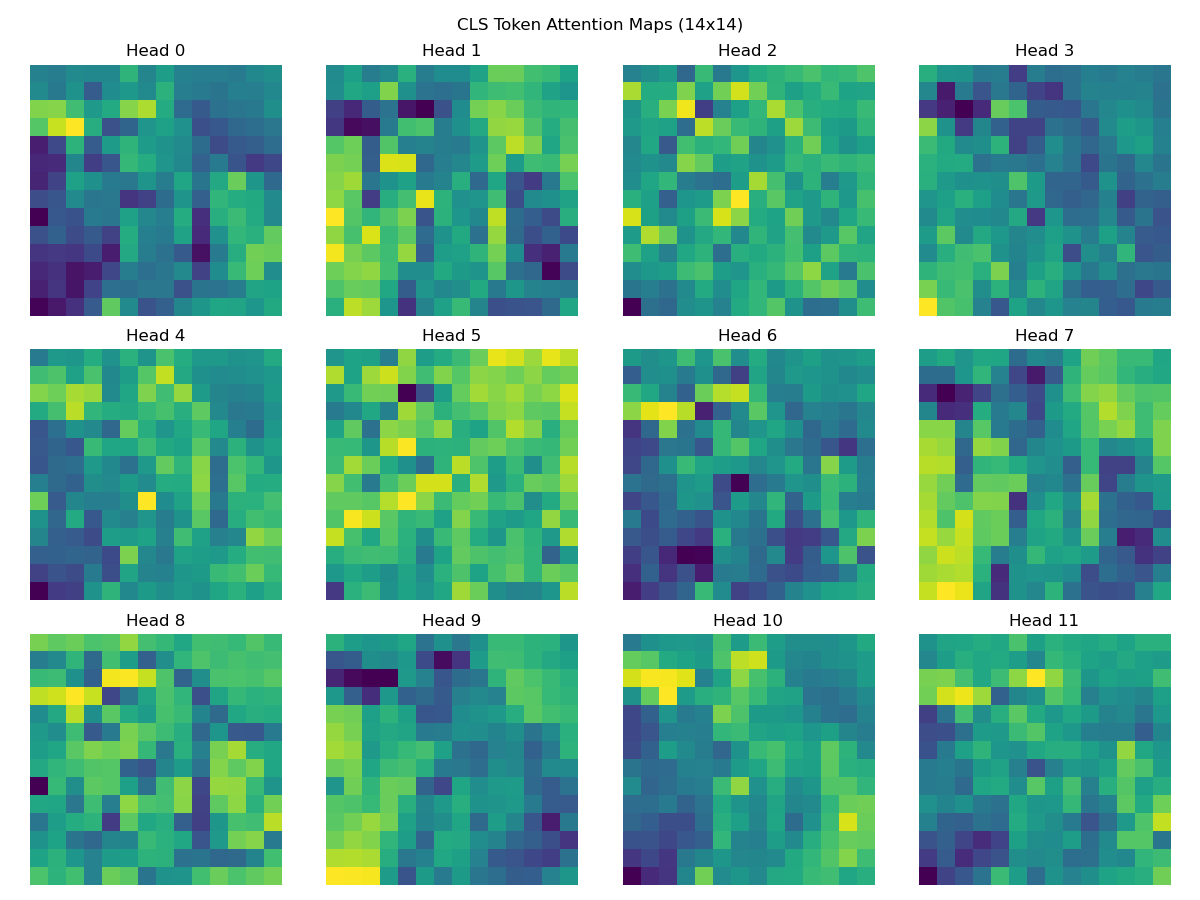 CLS Token Attention Maps (14x14)
Head 0
Head 1
Head 2
Head 3
Head 4
Head 5
Head 6
Head 7
Head 8
Head 9
Head 10
Head 11